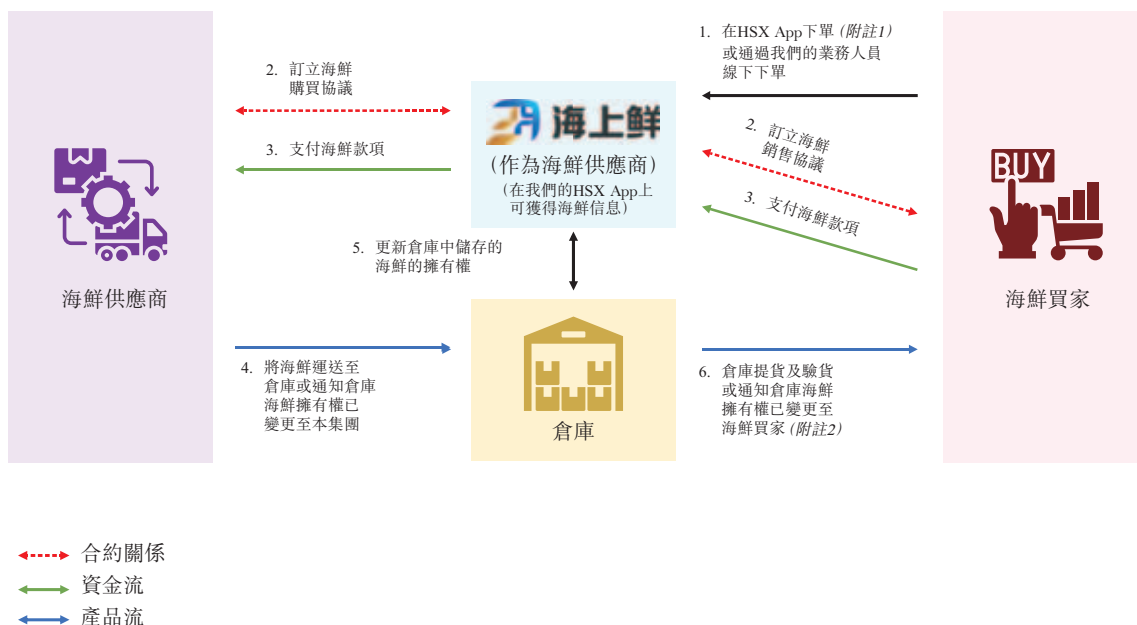 1. 在HSX App下單 (附註1)
或通過我們的業務人員
線下下單
2. 訂立海鮮
購買協議
3. 支付海鮮款項
海上鲜
(作為海鮮供應商)
(在我們的HSX App上
可獲得海鮮信息)
2. 訂立海鮮
銷售協議
3. 支付海鮮款項
BUY
海鮮供應商
海鮮買家
5. 更新倉庫中儲存的
海鮮的擁有權
4. 將海鮮運送至
倉庫或通知倉庫
海鮮擁有權已
變更至本集團
倉庫
6. 倉庫提貨及驗貨
或通知倉庫海鮮
擁有權已變更至
海鮮買家 (附註2)
合約關係
資金流
產品流